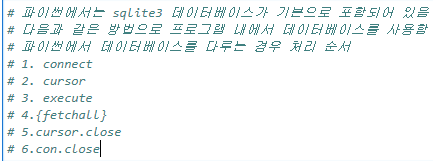 # 파이썬에서는 sqlite3 데이터베이스가 기본으로 포함되어 있음
# 다음과 같은 방법으로 프로그램 내에서 데이터베이스를 사용함
# 파이썬에서 데이터베이스를 다루는 경우 처리 순서
# 1. connect
# 2. cursor
# 3. execute
# 4.{fetchall}
# 5.cursor.close
# 6.con.close